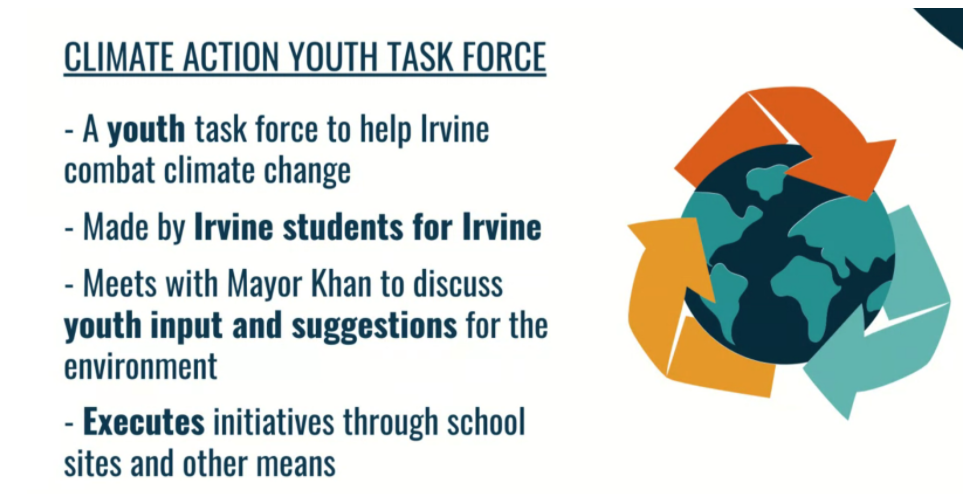 CLIMATE ACTION YOUTH TASK FORCE
- A youth task force to help Irvine
combat climate change
- Made by Irvine students for Irvine
- Meets with Mayor Khan to discuss
youth input and suggestions for the
environment
- Executes initiatives through school
sites and other means